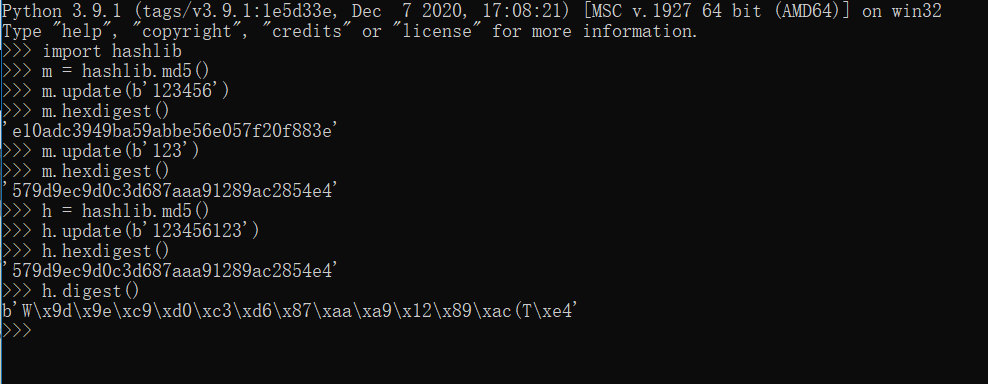 Python 3.9.1 (tags/v3.9.1:1e5d33e, Dec  7 2020, 17:08:21) [MSC v.1927 64 bit (AMD64)] on win32
Type "help", "copyright", "credits" or "license" for more information.
>>> import hashlib
>>> m = hashlib.md5()
>>> m.update(b'123456')
>>> m.hexdigest()
'e10adc3949ba59abbe56e057f20f883e'
>>> m.update(b'123')
>>> m.hexdigest()
'579d9ec9d0c3d687aaa91289ac2854e4'
>>> h = hashlib.md5()
>>> h.update(b'123456123')
>>> h.hexdigest()
'579d9ec9d0c3d687aaa91289ac2854e4'
>>> h.digest()
b'W\x9d\x9e\xc9\xd0\xc3\xd6\x87\xaa\xa9\x12\x89\xac(T\xe4'
>>>